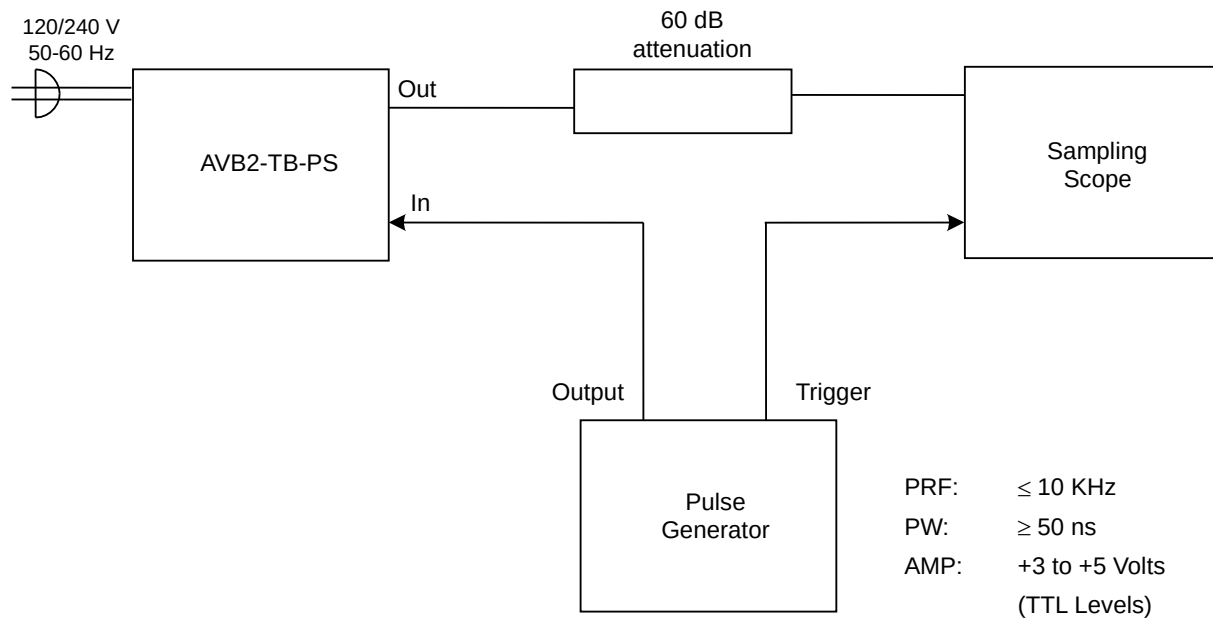 120/240 V
50-60 Hz
60 dB
attenuation
Out
AVB2-TB-PS
Sampling
Scope
In
Output
Trigger
Pulse
Generator
PRF: ≤ 10 KHz
PW: ≥ 50 ns
AMP: +3 to +5 Volts
(TTL Levels)